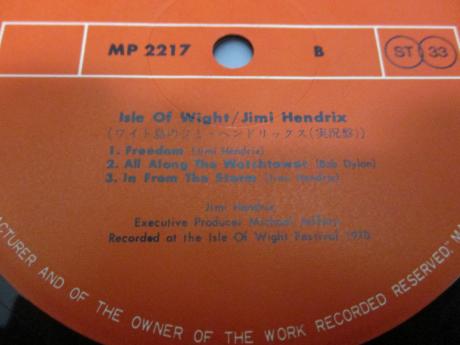 MP 2217
B
ST 33
Isle Of Wight/Jimi Hendrix
(ワイト島のジミ・ヘンドリックス(実況盤))
1. Freedom (Jimi Hendrix)
2. All Along The Watchtower (Bob Dylan)
3. In From The Storm (Jimi Hendrix)
Jimi Hendrix
Executive Producer Michael Jeffery
Recorded at the Isle Of Wight Festival 1970
ACTURER AND OF THE OWNER OF THE WORK RECORDED RESERVED.